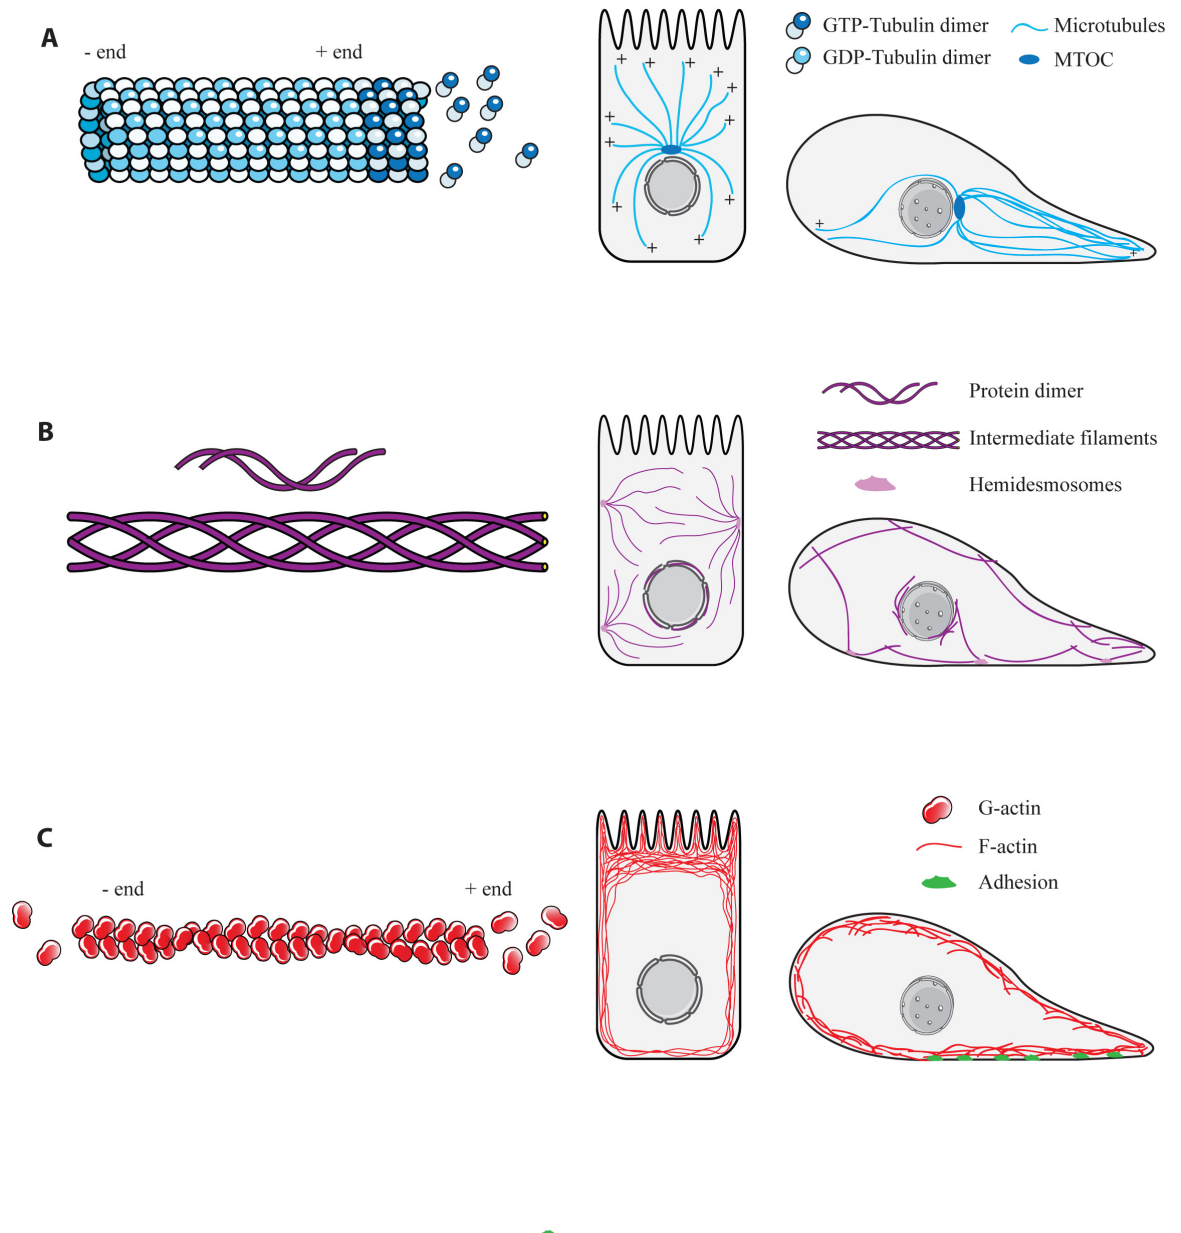 A
- end
+ end
GTP-Tubulin dimer
Microtubules
GDP-Tubulin dimer
MTOC
+ + + + + + + + + + + +
+
+
B
Protein dimer
Intermediate filaments
Hemidesmosomes
C
G-actin
F-actin
Adhesion
- end
+ end